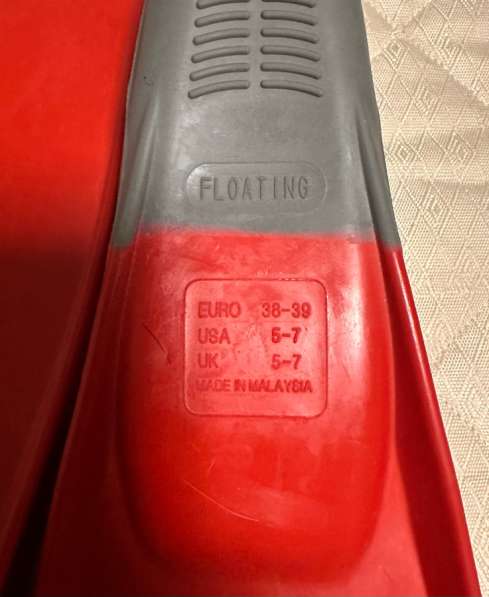 FLOATING
EURO 38-39
USA 5-7
UK 5-7
MADE IN MALAYSIA